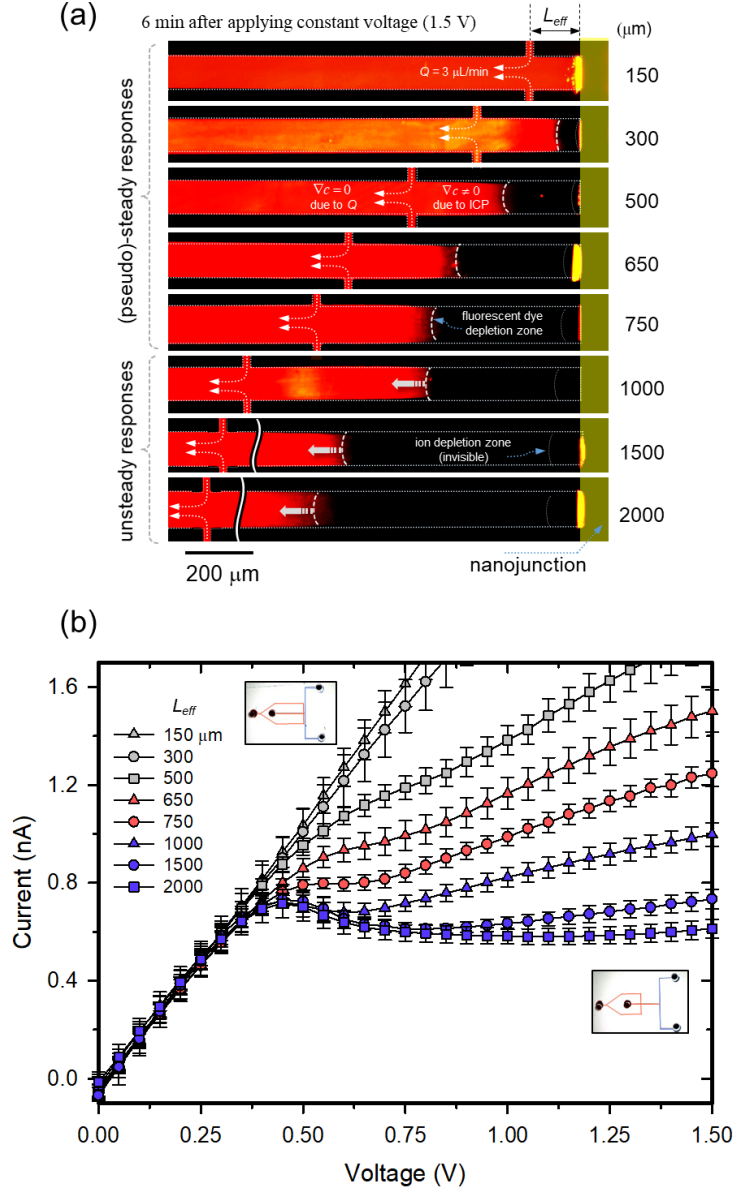 (a)
6 min after applying constant voltage (1.5 V)
L_eff
(μm)
(pseudo)-steady responses
unsteady responses
Q = 3 μL/min
150
300
∇c = 0
due to Q
∇c ≠ 0
due to ICP
500
650
fluorescent dye
depletion zone
750
1000
ion depletion zone
(invisible)
1500
2000
200 μm
nanojunction
(b)
L_eff
150 μm
300
500
650
750
1000
1500
2000
Current (nA)
1.6
1.2
0.8
0.4
0.0
0.00
0.25
0.50
0.75
1.00
1.25
1.50
Voltage (V)